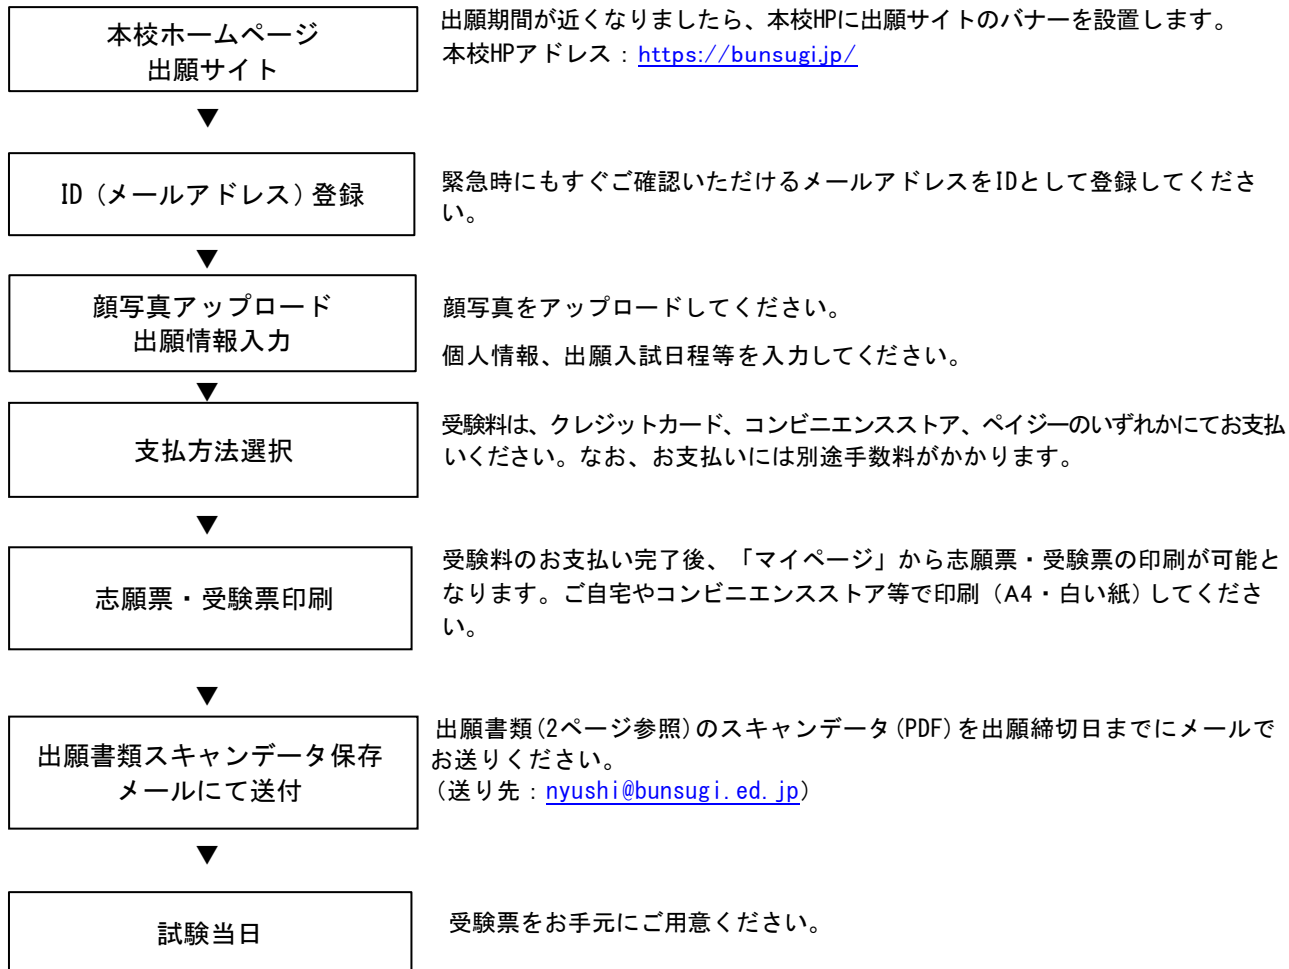 本校ホームページ
出願サイト
出願期間が近くなりましたら、本校HPに出願サイトのバナーを設置します。
本校HPアドレス：https://bunsugi.jp/
▼
ID（メールアドレス）登録
緊急時にもすぐご確認いただけるメールアドレスをIDとして登録してくださ
い。
▼
顔写真アップロード
出願情報入力
顔写真をアップロードしてください。
個人情報、出願入試日程等を入力してください。
▼
支払方法選択
受験料は、クレジットカード、コンビニエンスストア、ペイジーのいずれかにてお支払
いください。なお、お支払いには別途手数料がかかります。
▼
志願票・受験票印刷
受験料のお支払い完了後、「マイページ」から志願票・受験票の印刷が可能と
なります。ご自宅やコンビニエンスストア等で印刷（A4・白い紙）してくださ
い。
▼
出願書類スキャンデータ保存
メールにて送付
出願書類(2ページ参照)のスキャンデータ(PDF)を出願締切日までにメールで
お送りください。
（送り先：nyushi@bunsugi.ed.jp）
▼
試験当日
受験票をお手元にご用意ください。